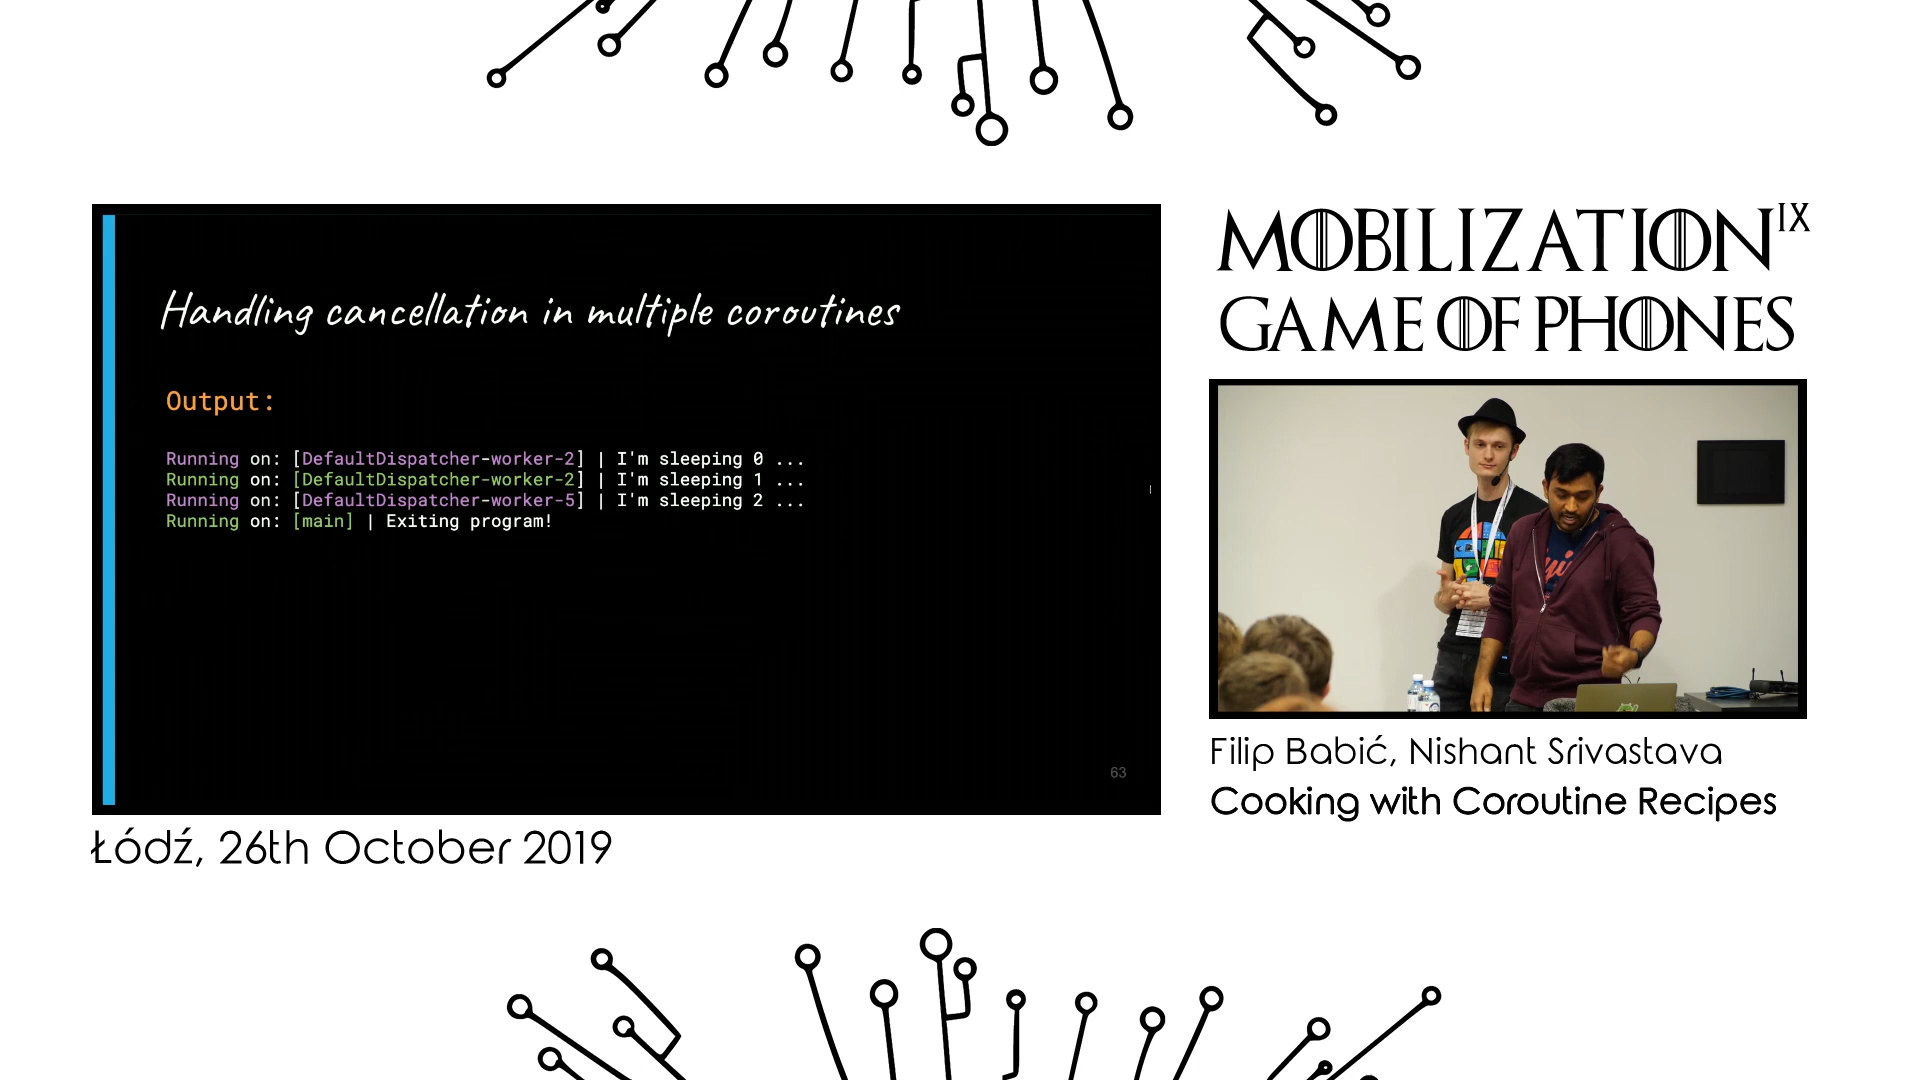 Handling cancellation in multiple coroutines
Output:
Running on: [DefaultDispatcher-worker-2] | I'm sleeping 0 ...
Running on: [DefaultDispatcher-worker-2] | I'm sleeping 1 ...
Running on: [DefaultDispatcher-worker-5] | I'm sleeping 2 ...
Running on: [main] | Exiting program!
63
Łódź, 26th October 2019
MOBILIZATION IX
GAME OF PHONES
Filip Babić, Nishant Srivastava
Cooking with Coroutine Recipes